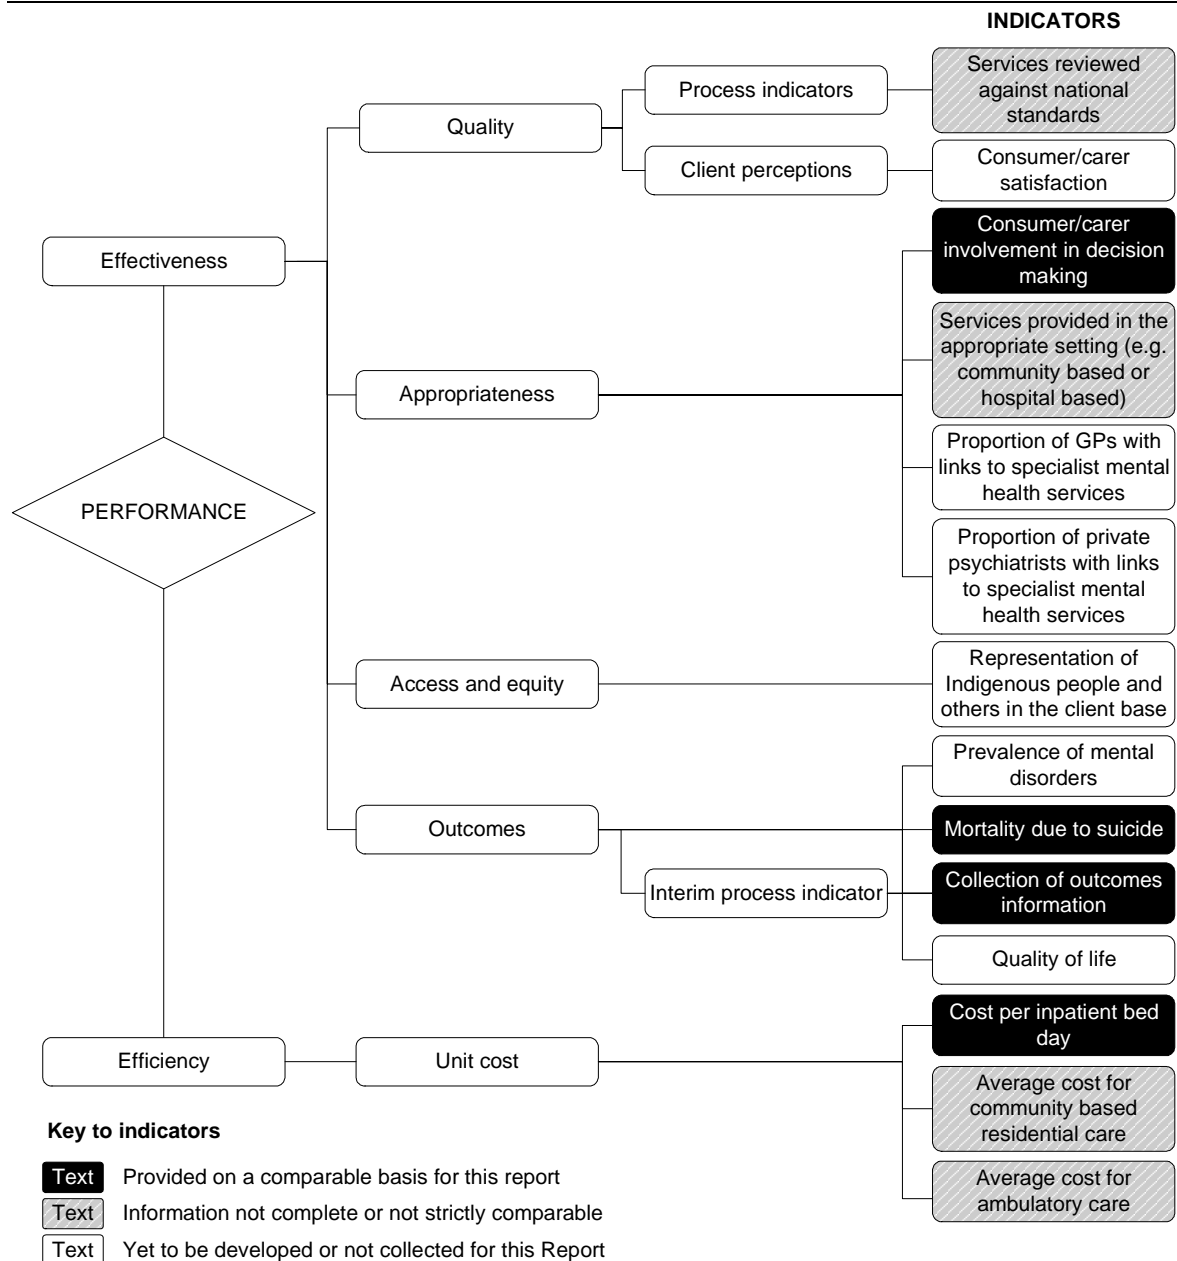 INDICATORS
Process indicators
Services reviewed
against national
standards
Quality
Client perceptions
Consumer/carer
satisfaction
Effectiveness
Consumer/carer
involvement in decision
making
Appropriateness
Services provided in the
appropriate setting (e.g.
community based or
hospital based)
Proportion of GPs with
links to specialist mental
health services
PERFORMANCE
Proportion of private
psychiatrists with links
to specialist mental
health services
Access and equity
Representation of
Indigenous people and
others in the client base
Prevalence of mental
disorders
Outcomes
Mortality due to suicide
Interim process indicator
Collection of outcomes
information
Quality of life
Efficiency
Unit cost
Cost per inpatient bed
day
Average cost for
community based
residential care
Average cost for
ambulatory care
Key to indicators
Text Provided on a comparable basis for this report
Text Information not complete or not strictly comparable
Text Yet to be developed or not collected for this Report